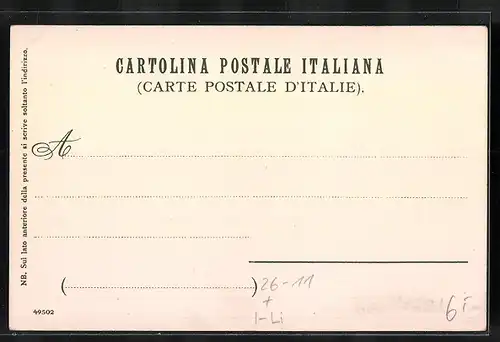 CARTOLINA POSTALE ITALIANA
(CARTE POSTALE D'ITALIE).
NB. Sul lato anteriore della presente si scrive soltanto l'indirizzo.
A
( )
26-11
+
I-Li
6
49502